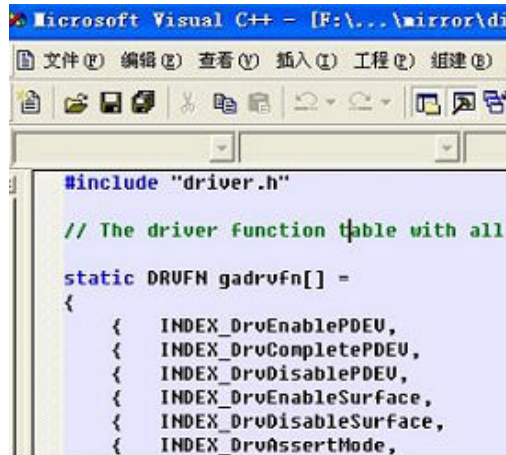 Microsoft Visual C++ - [F:\...\mirror\di
文件(F) 编辑(E) 查看(V) 插入(I) 工程(P) 组建(B)
#include "driver.h"
// The driver function table with all
static DRVFN gadrvfn[] =
{
{ INDEX_DrvEnablePDEV,
{ INDEX_DrvCompletePDEV,
{ INDEX_DrvDisablePDEV,
{ INDEX_DrvEnableSurface,
{ INDEX_DrvDisableSurface,
{ INDEX_DrvAssertMode,